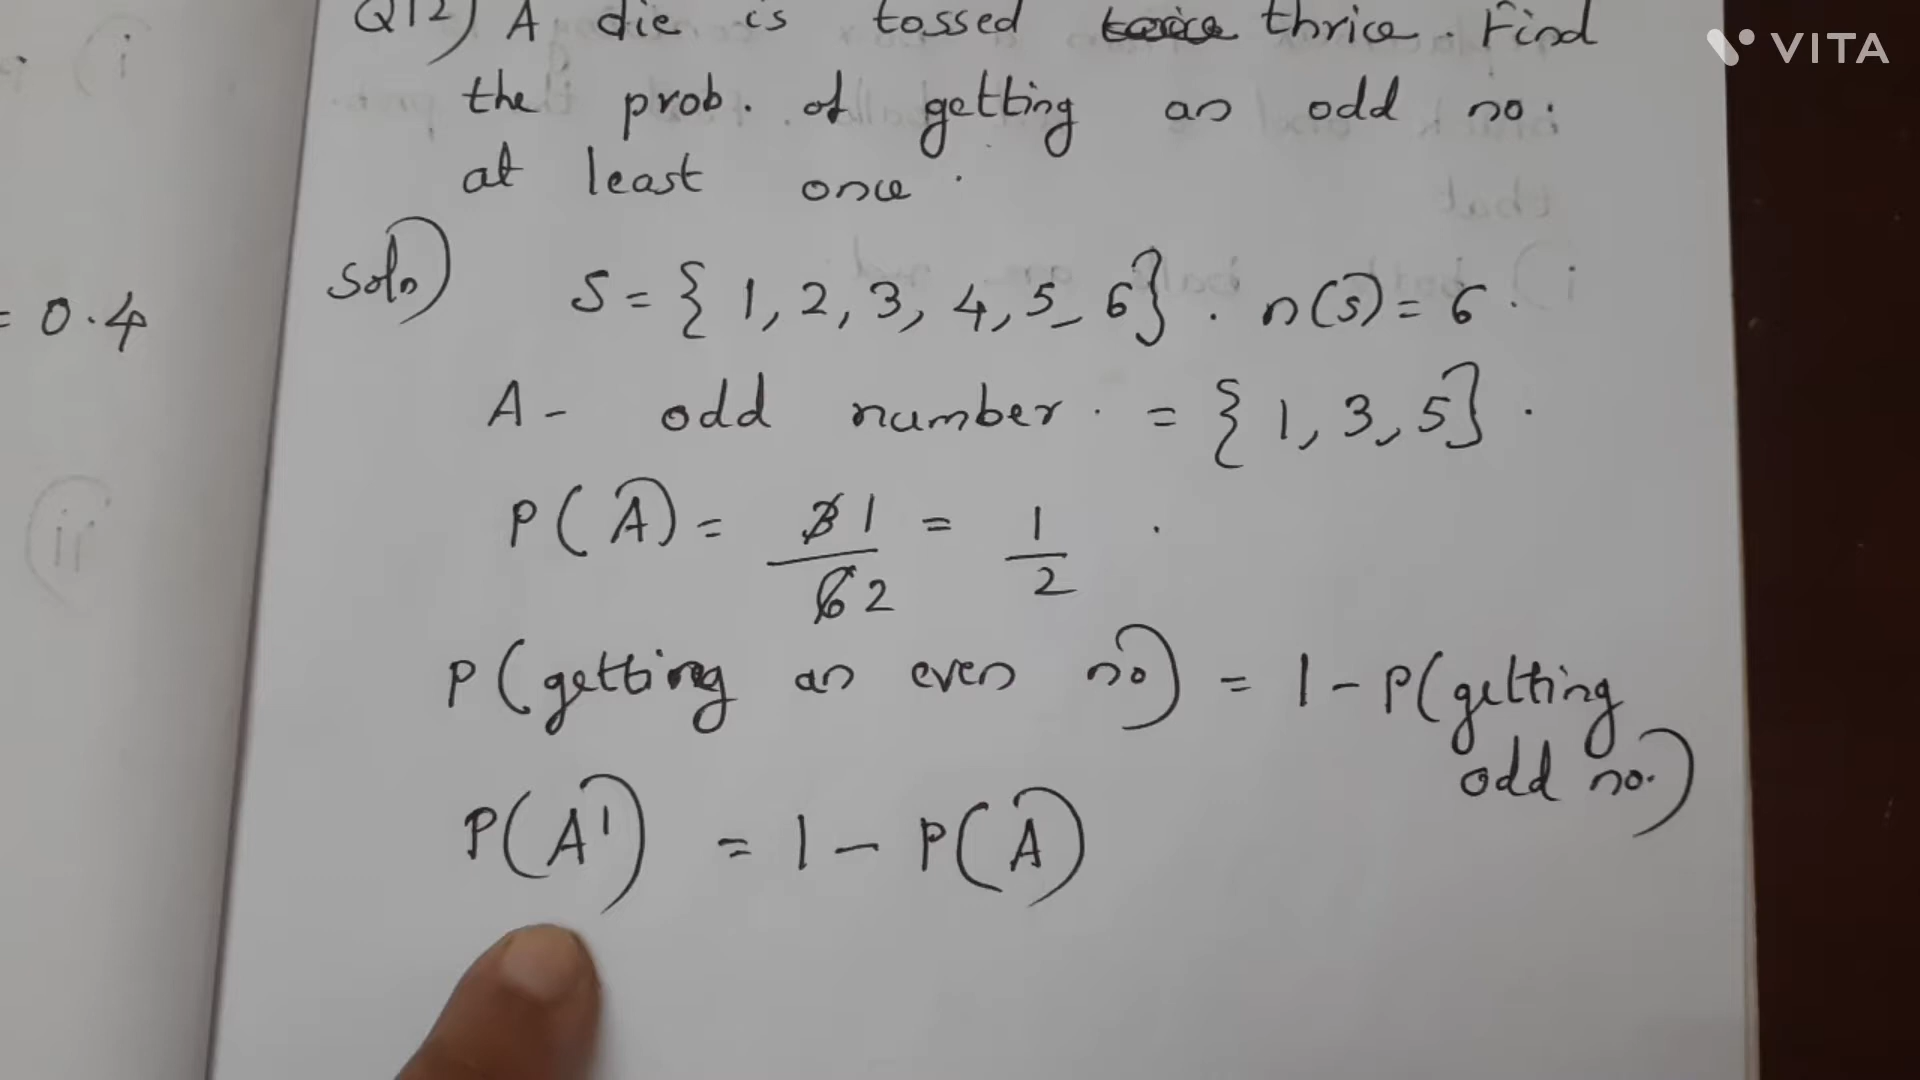 Q12) A die is tossed thrice. Find
the prob. of getting an odd no.
at least once.
Soln) S = { 1, 2, 3, 4, 5, 6}. n(s) = 6.
= 0.4
A - odd number. = { 1, 3, 5}.
P(A) = 3 1 / 6 2 = 1/2.
P(getting an even no) = 1 - P(getting
odd no.)
P(A') = 1 - P(A)
VITA
i)
ii)